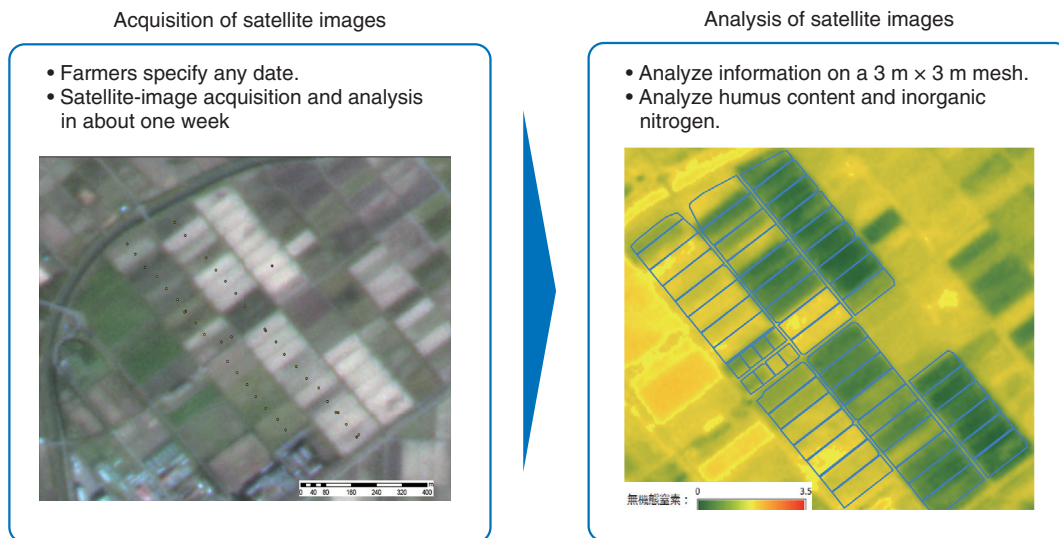 Acquisition of satellite images
• Farmers specify any date.
• Satellite-image acquisition and analysis
in about one week
m
0 40 80 160 240 320 400
Analysis of satellite images
• Analyze information on a 3 m × 3 m mesh.
• Analyze humus content and inorganic
nitrogen.
無機態窒素：
0 3.5